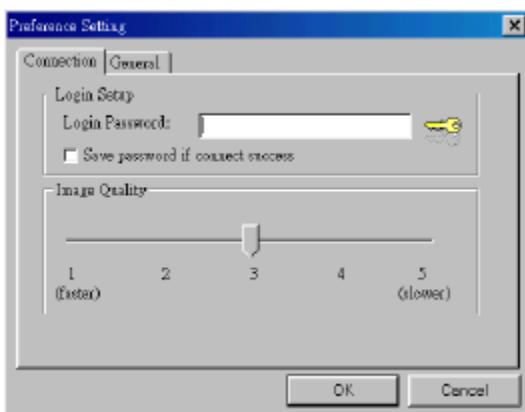 Preference Setting
Connection General
Login Setup
Login Password:
Save password if connect success
Image Quality
1 2 3 4 5
(faster) (slower)
OK Cancel